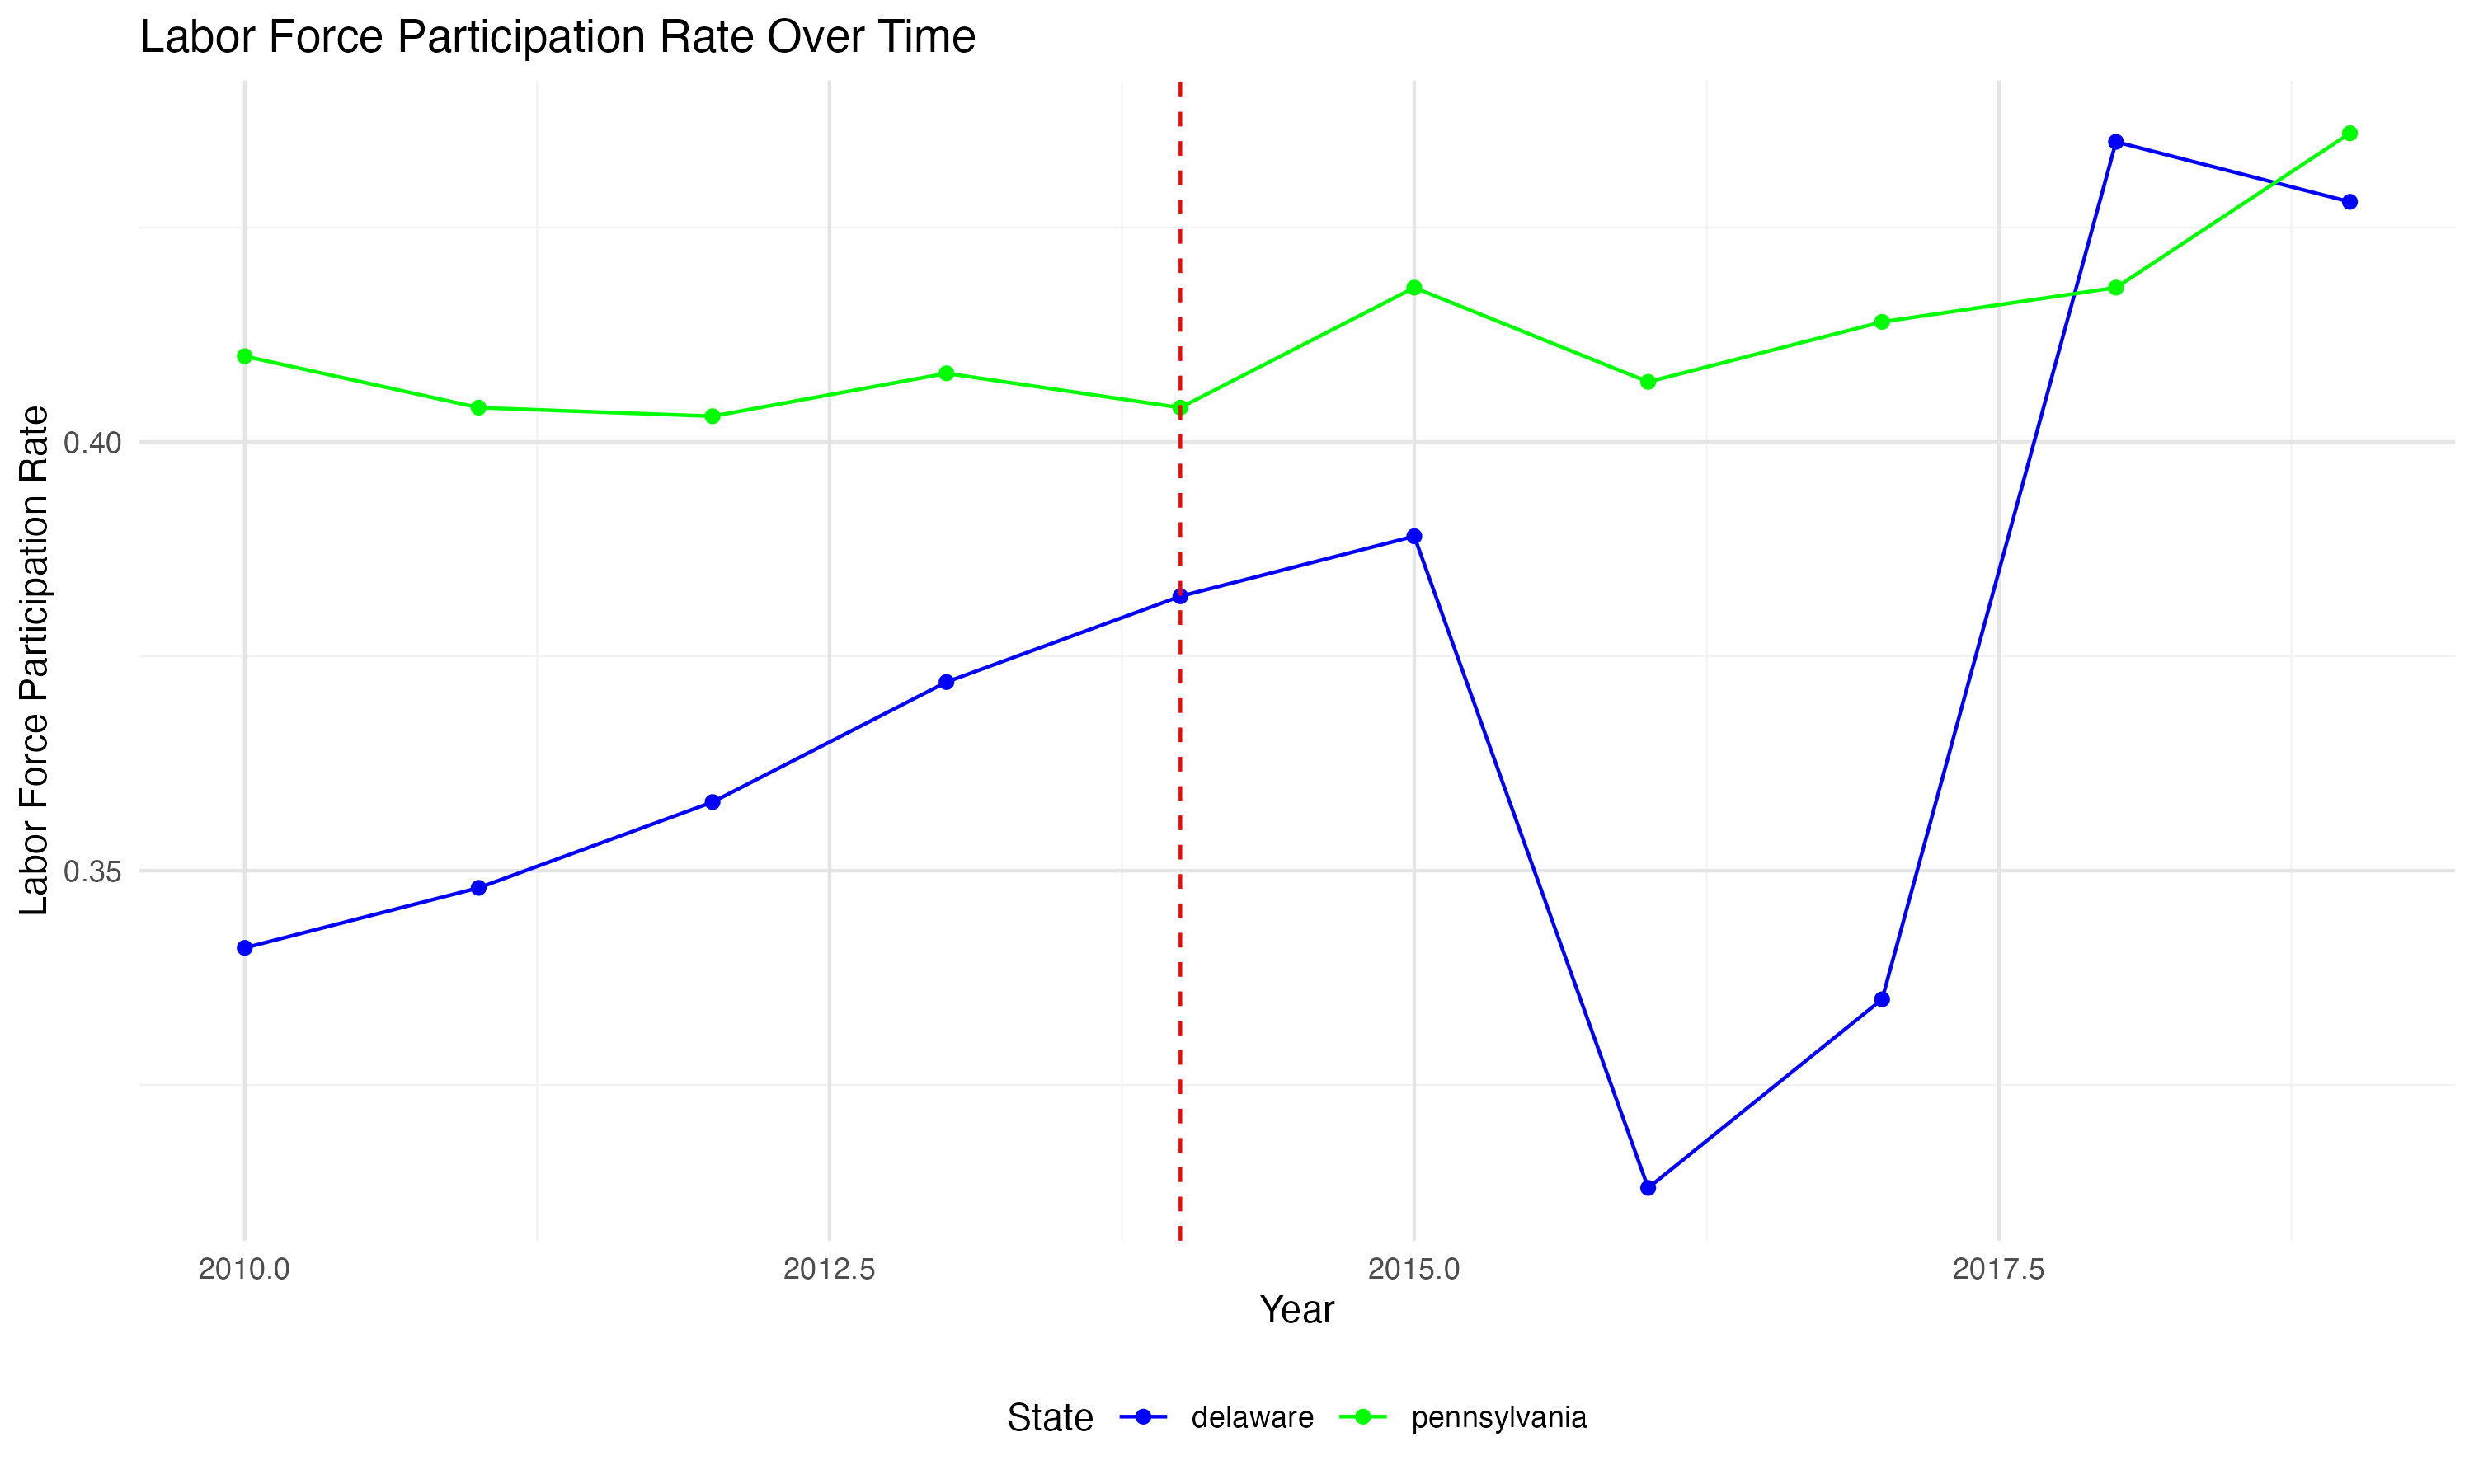 Labor Force Participation Rate Over Time
Labor Force Participation Rate
0.40
0.35
2010.0 2012.5 2015.0 2017.5
Year
State delaware pennsylvania